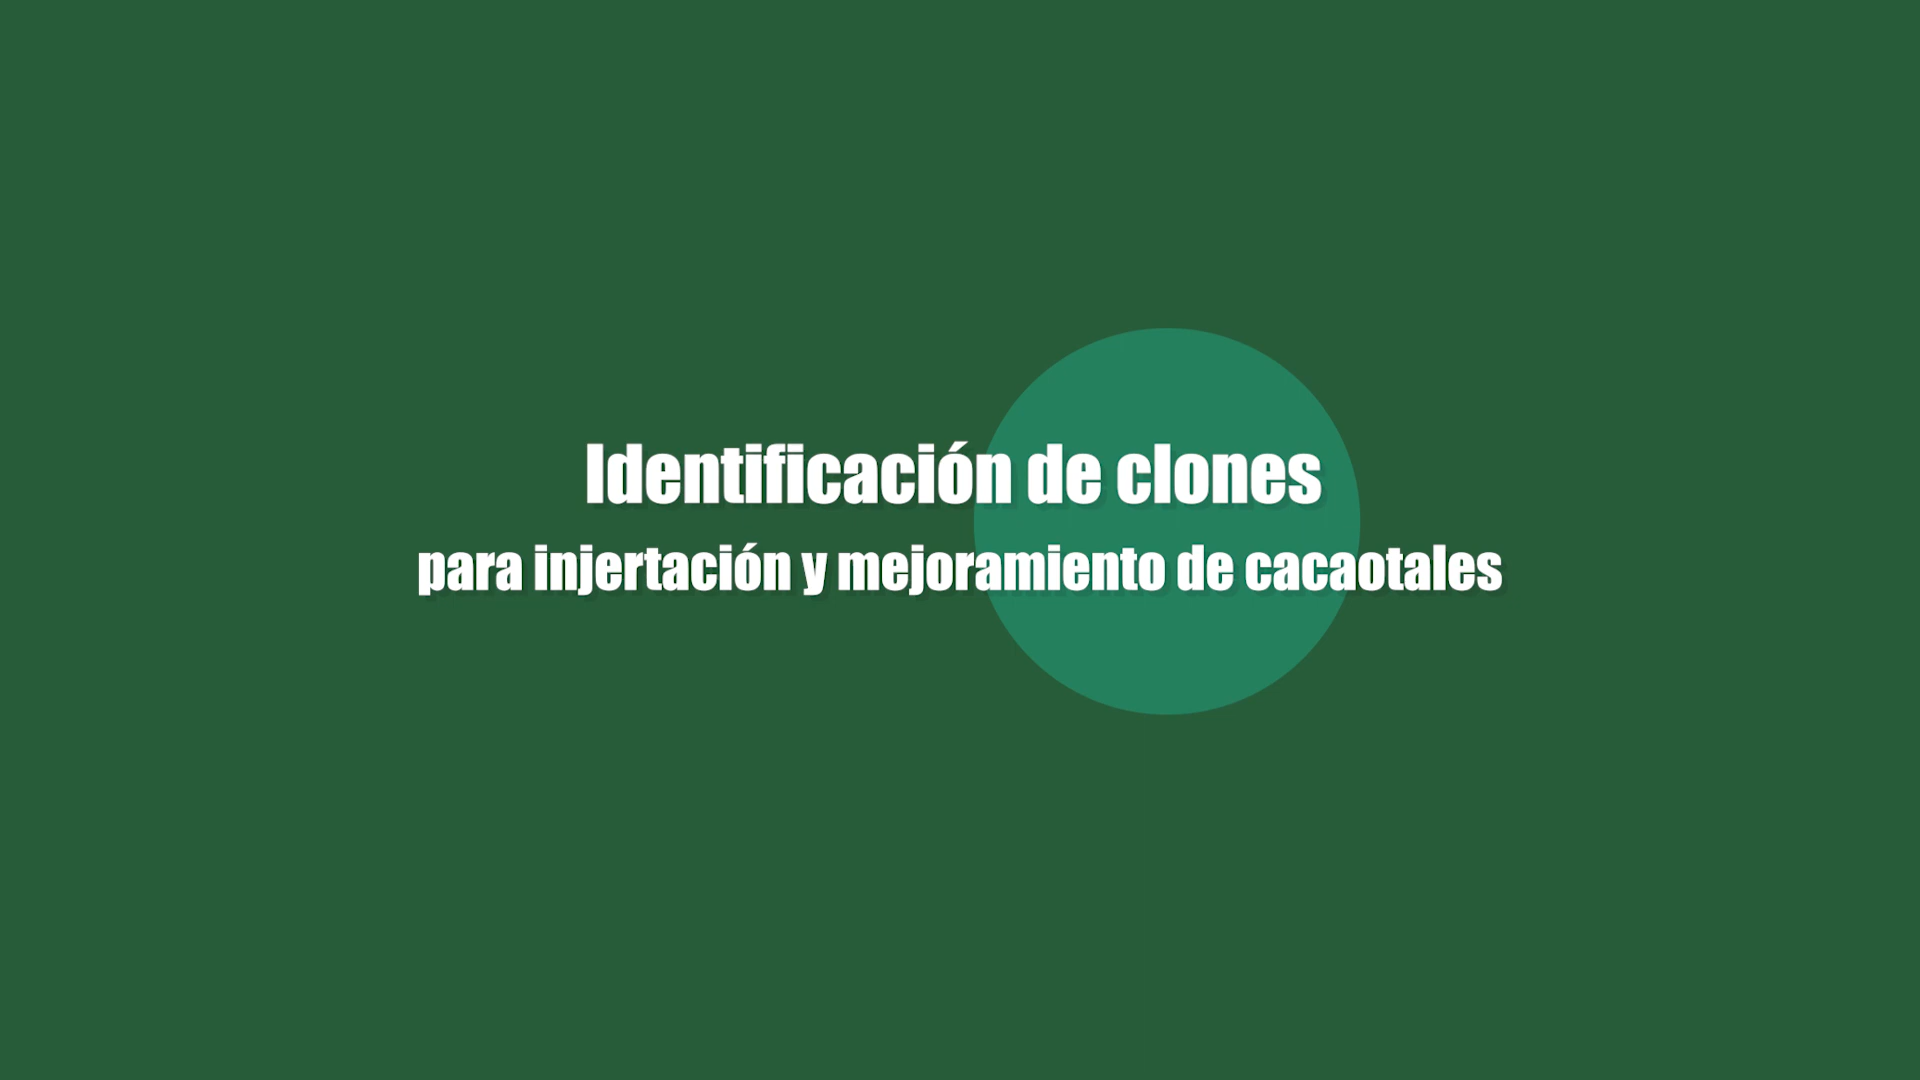 Identificación de clones
para injertación y mejoramiento de cacaotales